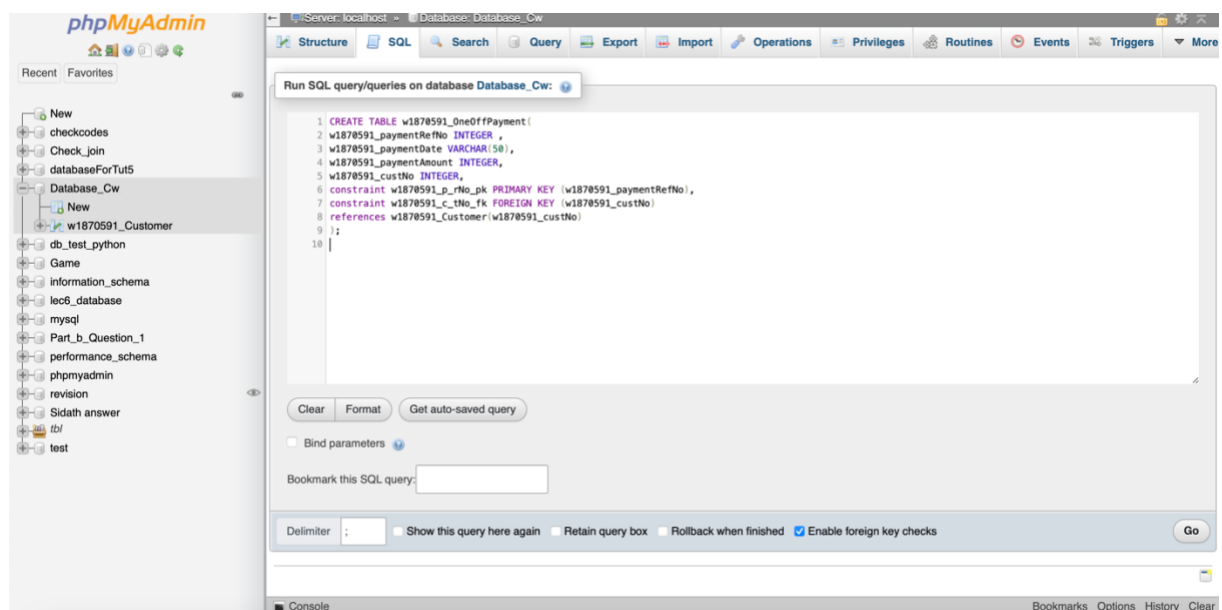 phpMyAdmin
Recent Favorites
New
checkcodes
Check_join
databaseForTut5
Database_Cw
New
w1870591_Customer
db_test_python
Game
information_schema
lec6_database
mysql
Part_b_Question_1
performance_schema
phpmyadmin
revision
Sidath answer
tbl
test
Server: localhost » Database: Database_Cw
Structure SQL Search Query Export Import Operations Privileges Routines Events Triggers More
Run SQL query/queries on database Database_Cw:
1 CREATE TABLE w1870591_OneOffPayment(
2 w1870591_paymentRefNo INTEGER ,
3 w1870591_paymentDate VARCHAR(50),
4 w1870591_paymentAmount INTEGER,
5 w1870591_custNo INTEGER,
6 constraint w1870591_p_rNo_pk PRIMARY KEY (w1870591_paymentRefNo),
7 constraint w1870591_c_tNo_fk FOREIGN KEY (w1870591_custNo)
8 references w1870591_Customer(w1870591_custNo)
9 );
10
Clear Format Get auto-saved query
Bind parameters
Bookmark this SQL query:
Delimiter ; Show this query here again Retain query box Rollback when finished Enable foreign key checks Go
Console Bookmarks Options History Clear